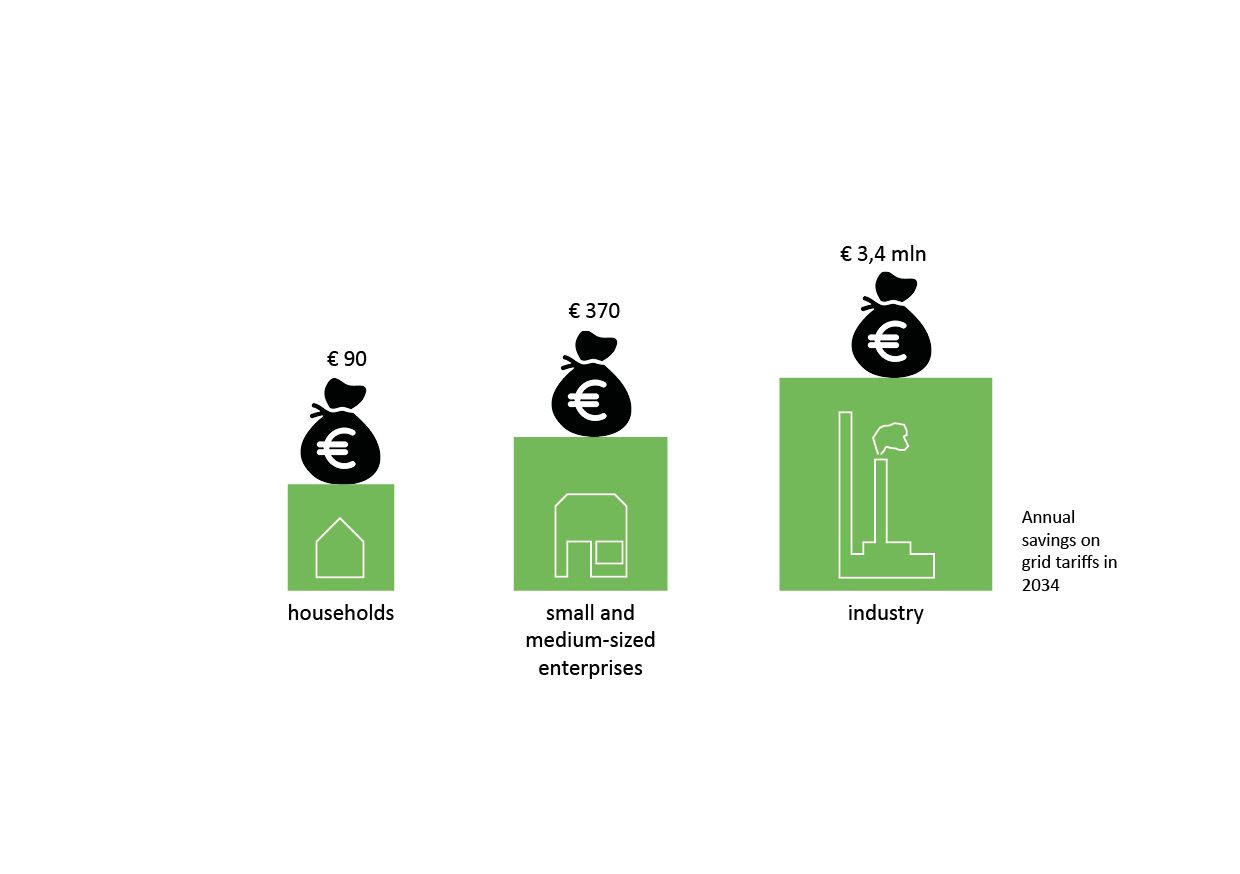 € 3,4 mln
€ 370
€ 90
€
€
€
Annual
savings on
grid tariffs in
2034
households
small and
medium-sized
enterprises
industry